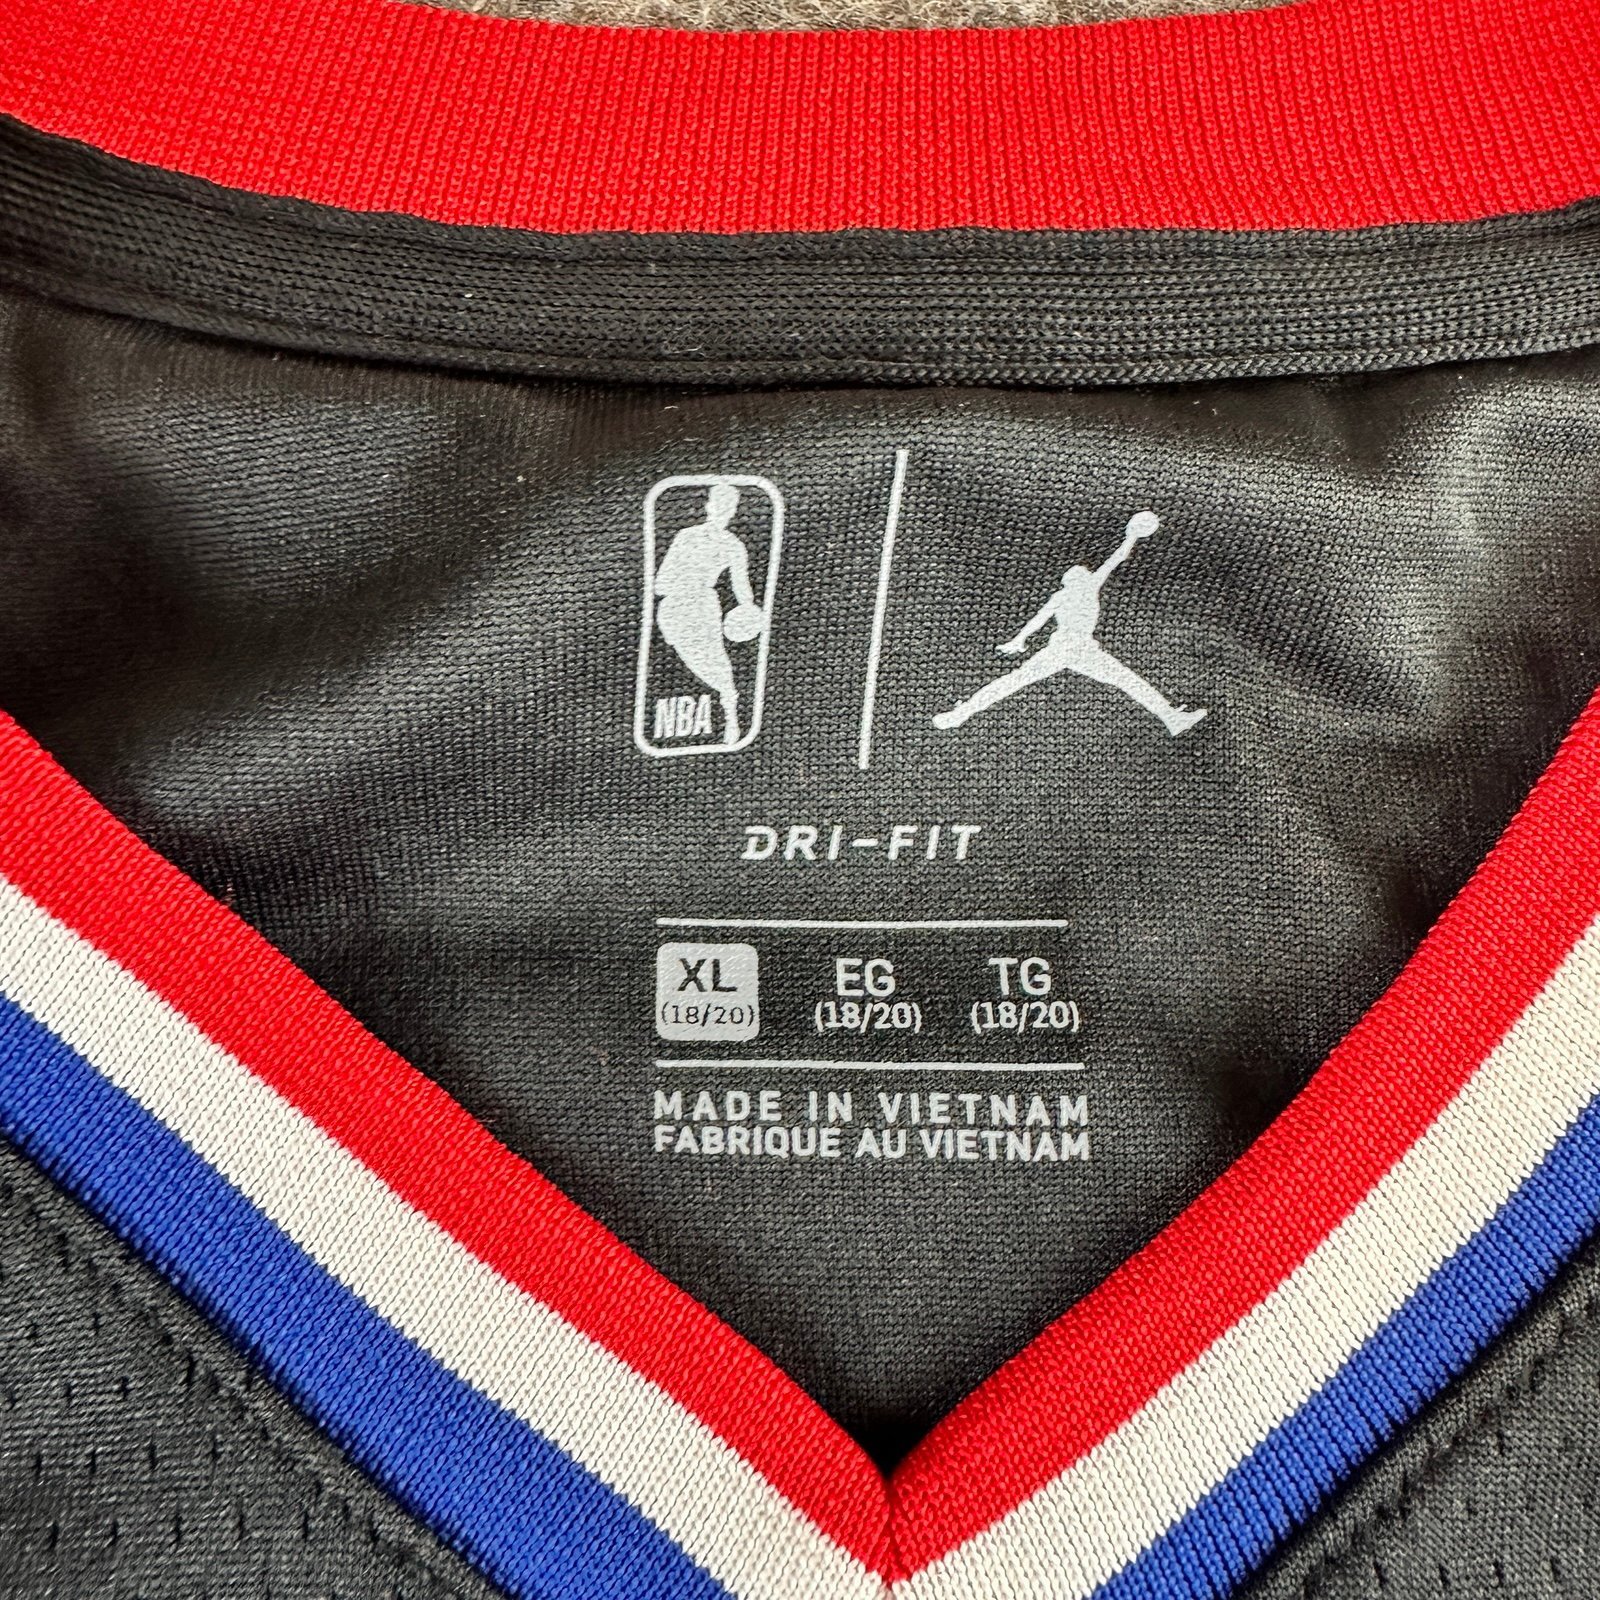 NBA
DRI-FIT
XL EG TG
(18/20) (18/20) (18/20)
MADE IN VIETNAM
FABRIQUE AU VIETNAM